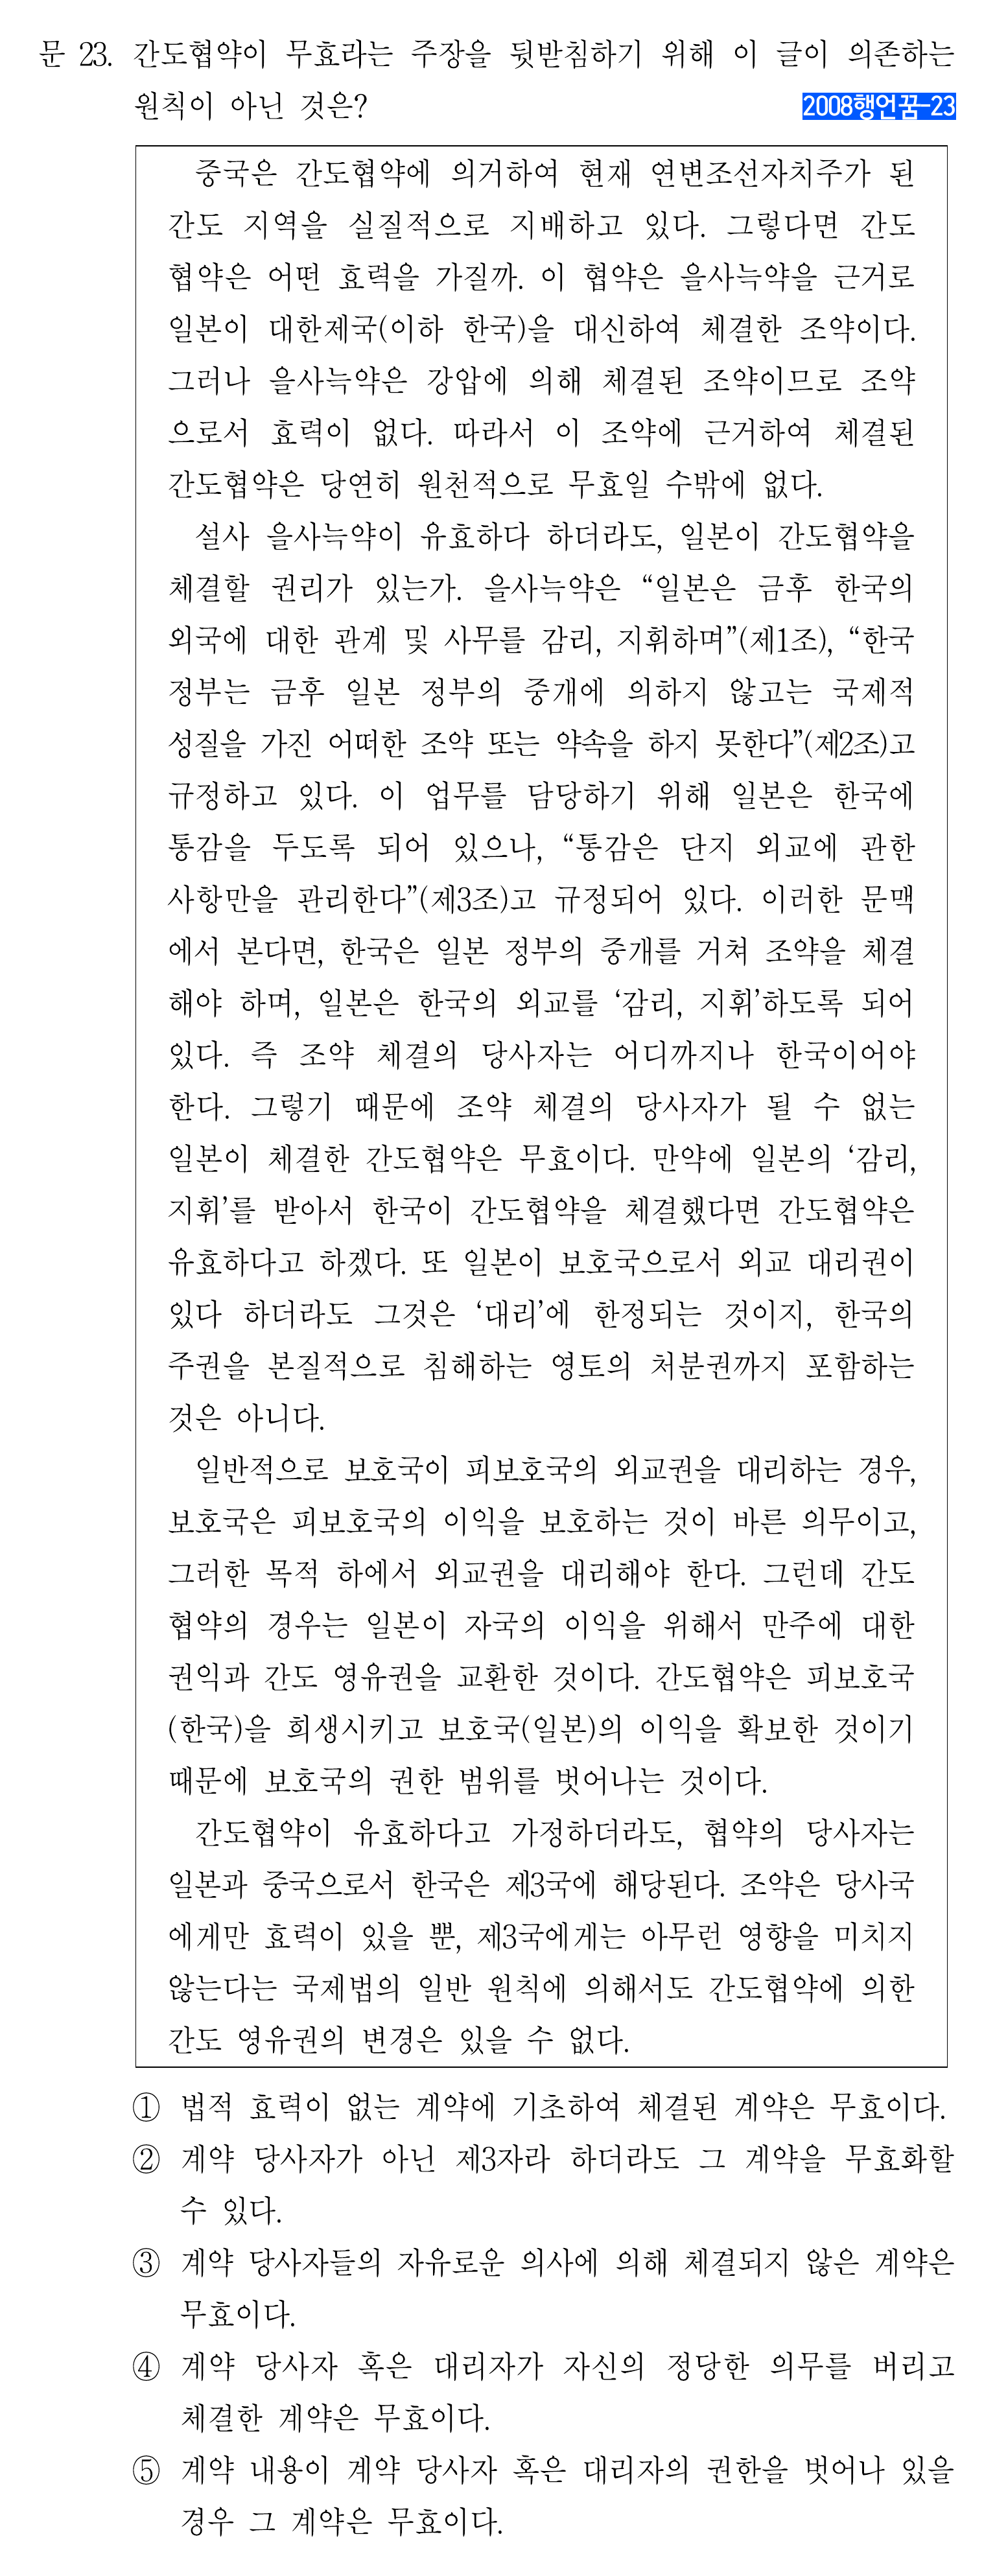 문 23. 간도협약이 무효라는 주장을 뒷받침하기 위해 이 글이 의존하는
원칙이 아닌 것은?
2008행언꿈-23
중국은 간도협약에 의거하여 현재 연변조선자치주가 된
간도 지역을 실질적으로 지배하고 있다. 그렇다면 간도
협약은 어떤 효력을 가질까. 이 협약은 을사늑약을 근거로
일본이 대한제국(이하 한국)을 대신하여 체결한 조약이다.
그러나 을사늑약은 강압에 의해 체결된 조약이므로 조약
으로서 효력이 없다. 따라서 이 조약에 근거하여 체결된
간도협약은 당연히 원천적으로 무효일 수밖에 없다.
설사 을사늑약이 유효하다 하더라도, 일본이 간도협약을
체결할 권리가 있는가. 을사늑약은 “일본은 금후 한국의
외국에 대한 관계 및 사무를 감리, 지휘하며”(제1조), “한국
정부는 금후 일본 정부의 중개에 의하지 않고는 국제적
성질을 가진 어떠한 조약 또는 약속을 하지 못한다”(제2조)고
규정하고 있다. 이 업무를 담당하기 위해 일본은 한국에
통감을 두도록 되어 있으나, “통감은 단지 외교에 관한
사항만을 관리한다”(제3조)고 규정되어 있다. 이러한 문맥
에서 본다면, 한국은 일본 정부의 중개를 거쳐 조약을 체결
해야 하며, 일본은 한국의 외교를 ‘감리, 지휘’하도록 되어
있다. 즉 조약 체결의 당사자는 어디까지나 한국이어야
한다. 그렇기 때문에 조약 체결의 당사자가 될 수 없는
일본이 체결한 간도협약은 무효이다. 만약에 일본의 ‘감리,
지휘’를 받아서 한국이 간도협약을 체결했다면 간도협약은
유효하다고 하겠다. 또 일본이 보호국으로서 외교 대리권이
있다 하더라도 그것은 ‘대리’에 한정되는 것이지, 한국의
주권을 본질적으로 침해하는 영토의 처분권까지 포함하는
것은 아니다.
일반적으로 보호국이 피보호국의 외교권을 대리하는 경우,
보호국은 피보호국의 이익을 보호하는 것이 바른 의무이고,
그러한 목적 하에서 외교권을 대리해야 한다. 그런데 간도
협약의 경우는 일본이 자국의 이익을 위해서 만주에 대한
권익과 간도 영유권을 교환한 것이다. 간도협약은 피보호국
(한국)을 희생시키고 보호국(일본)의 이익을 확보한 것이기
때문에 보호국의 권한 범위를 벗어나는 것이다.
간도협약이 유효하다고 가정하더라도, 협약의 당사자는
일본과 중국으로서 한국은 제3국에 해당된다. 조약은 당사국
에게만 효력이 있을 뿐, 제3국에게는 아무런 영향을 미치지
않는다는 국제법의 일반 원칙에 의해서도 간도협약에 의한
간도 영유권의 변경은 있을 수 없다.
① 법적 효력이 없는 계약에 기초하여 체결된 계약은 무효이다.
② 계약 당사자가 아닌 제3자라 하더라도 그 계약을 무효화할
수 있다.
③ 계약 당사자들의 자유로운 의사에 의해 체결되지 않은 계약은
무효이다.
④ 계약 당사자 혹은 대리자가 자신의 정당한 의무를 버리고
체결한 계약은 무효이다.
⑤ 계약 내용이 계약 당사자 혹은 대리자의 권한을 벗어나 있을
경우 그 계약은 무효이다.